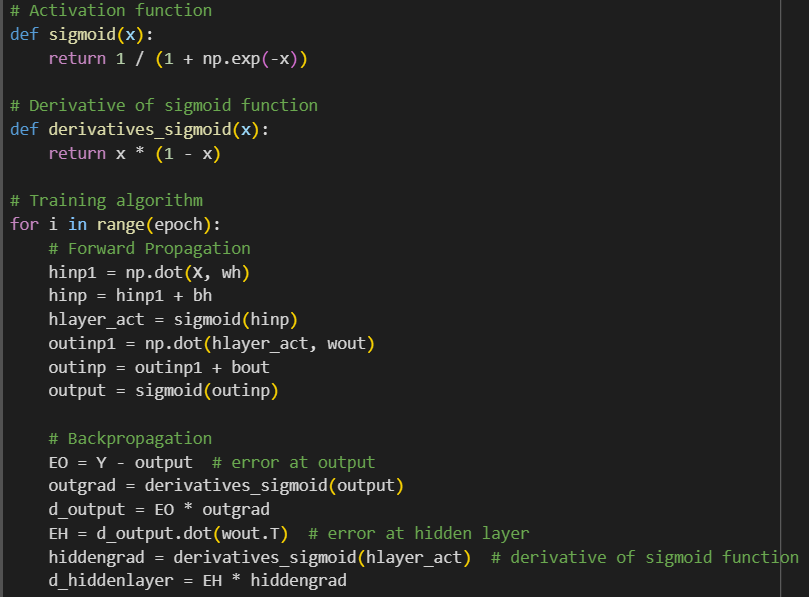 # Activation function
def sigmoid(x):
    return 1 / (1 + np.exp(-x))

# Derivative of sigmoid function
def derivatives_sigmoid(x):
    return x * (1 - x)

# Training algorithm
for i in range(epoch):
    # Forward Propagation
    hinp1 = np.dot(X, wh)
    hinp = hinp1 + bh
    hlayer_act = sigmoid(hinp)
    outinp1 = np.dot(hlayer_act, wout)
    outinp = outinp1 + bout
    output = sigmoid(outinp)

    # Backpropagation
    EO = Y - output  # error at output
    outgrad = derivatives_sigmoid(output)
    d_output = EO * outgrad
    EH = d_output.dot(wout.T)  # error at hidden layer
    hiddengrad = derivatives_sigmoid(hlayer_act)  # derivative of sigmoid function
    d_hiddenlayer = EH * hiddengrad